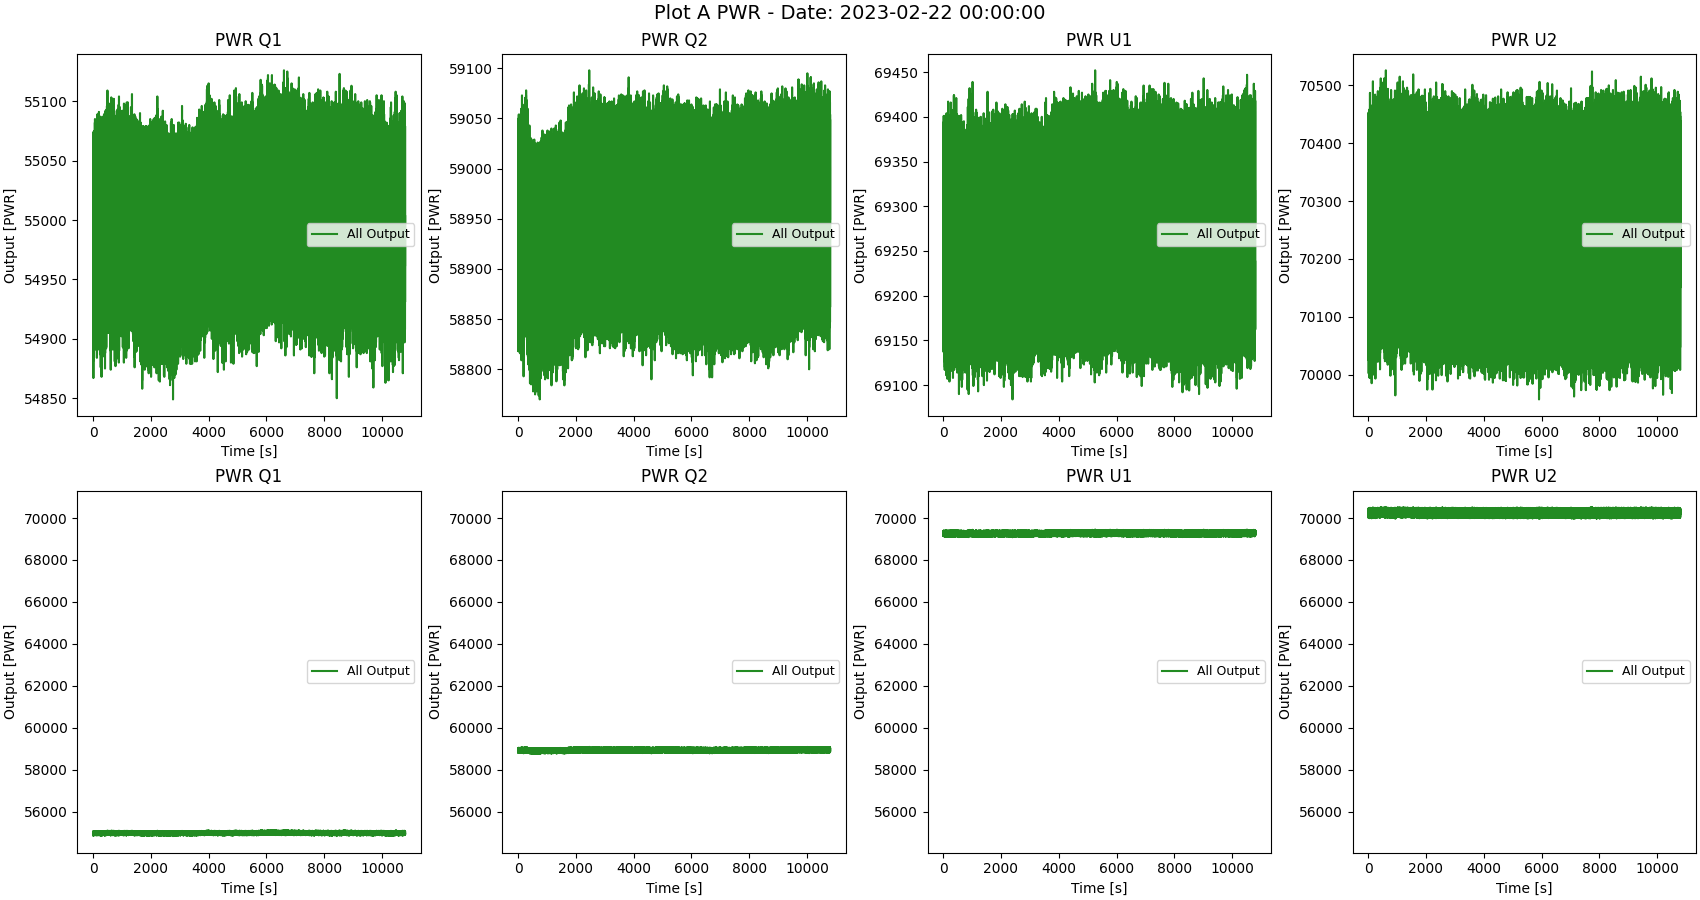 Plot A PWR - Date: 2023-02-22 00:00:00
PWR Q1
Output [PWR]
55100
55050
55000
54950
54900
54850
All Output
0 2000 4000 6000 8000 10000
Time [s]
PWR Q2
Output [PWR]
59100
59050
59000
58950
58900
58850
58800
All Output
0 2000 4000 6000 8000 10000
Time [s]
PWR U1
Output [PWR]
69450
69400
69350
69300
69250
69200
69150
69100
All Output
0 2000 4000 6000 8000 10000
Time [s]
PWR U2
Output [PWR]
70500
70400
70300
70200
70100
70000
All Output
0 2000 4000 6000 8000 10000
Time [s]
PWR Q1
Output [PWR]
70000
68000
66000
64000
62000
60000
58000
56000
All Output
0 2000 4000 6000 8000 10000
Time [s]
PWR Q2
Output [PWR]
70000
68000
66000
64000
62000
60000
58000
56000
All Output
0 2000 4000 6000 8000 10000
Time [s]
PWR U1
Output [PWR]
70000
68000
66000
64000
62000
60000
58000
56000
All Output
0 2000 4000 6000 8000 10000
Time [s]
PWR U2
Output [PWR]
70000
68000
66000
64000
62000
60000
58000
56000
All Output
0 2000 4000 6000 8000 10000
Time [s]